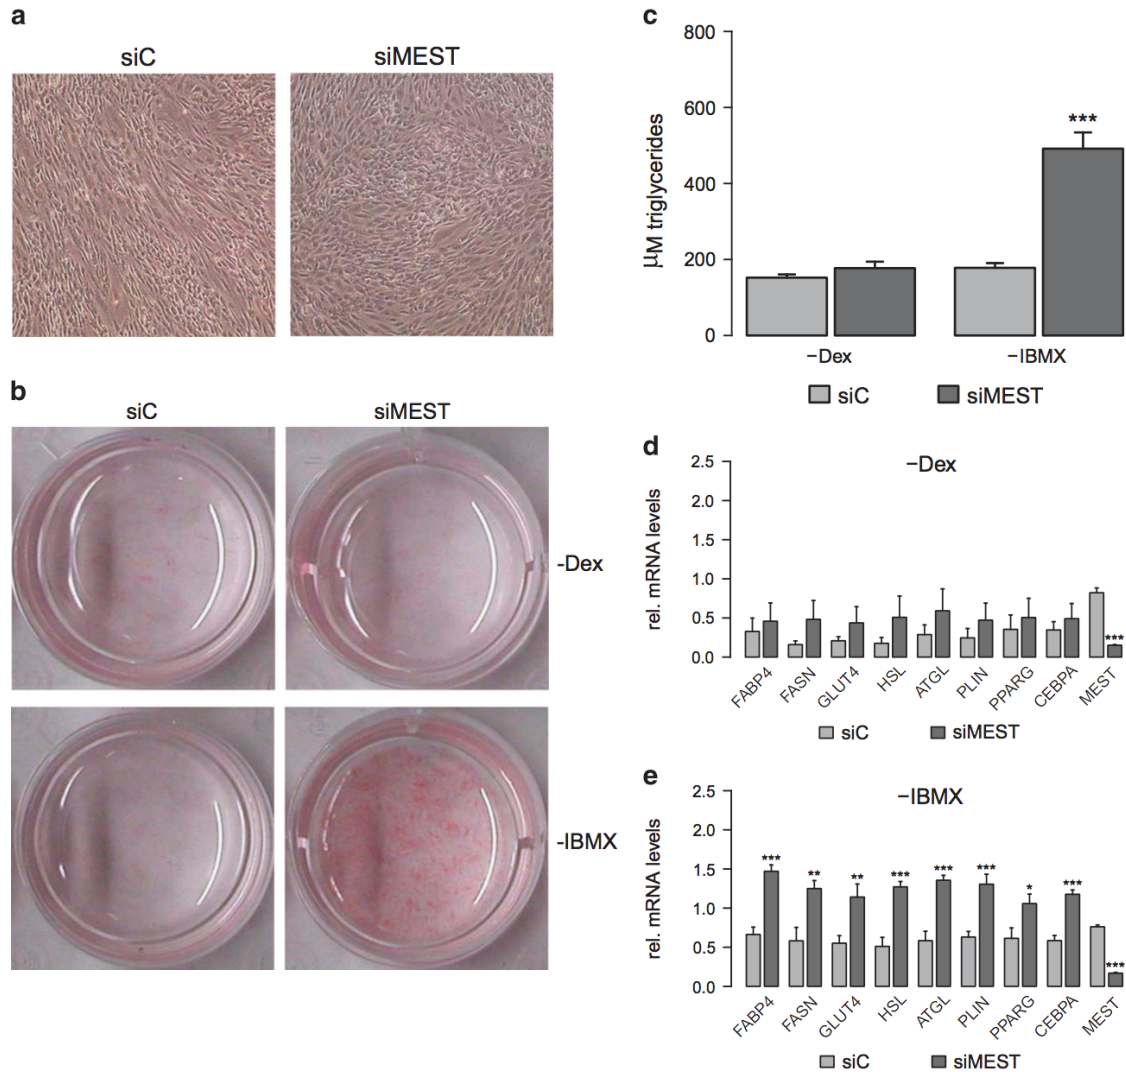 a
siC siMEST
b
siC siMEST
-Dex
-IBMX
c
800
600
400
200
0
μM triglycerides
***
−Dex −IBMX
siC siMEST
d
−Dex
2.5
2.0
1.5
1.0
0.5
0.0
rel. mRNA levels
***
FABP4 FASN GLUT4 HSL ATGL PLIN PPARG CEBPA MEST
siC siMEST
e
−IBMX
2.5
2.0
1.5
1.0
0.5
0.0
rel. mRNA levels
*** ** ** *** *** *** * *** ***
FABP4 FASN GLUT4 HSL ATGL PLIN PPARG CEBPA MEST
siC siMEST